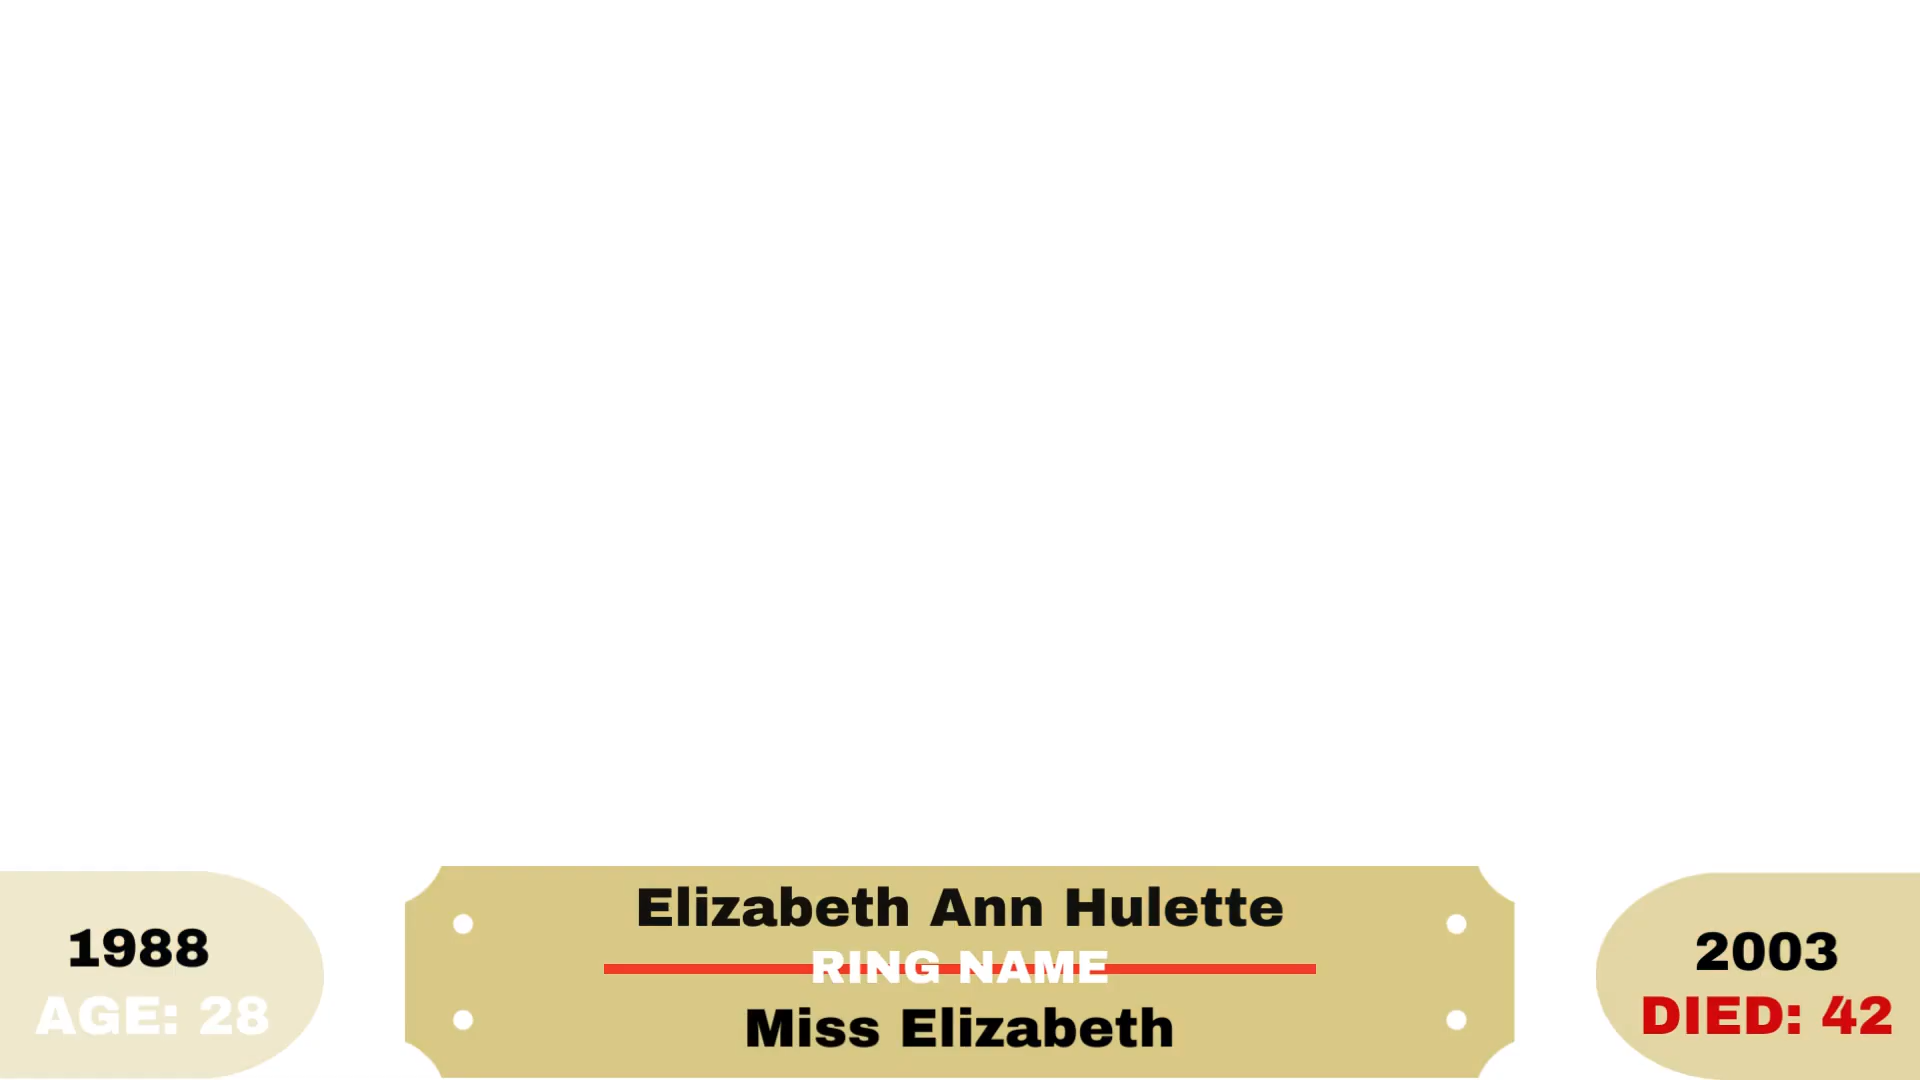 1988
AGE: 28
Elizabeth Ann Hulette
RING NAME
Miss Elizabeth
2003
DIED: 42